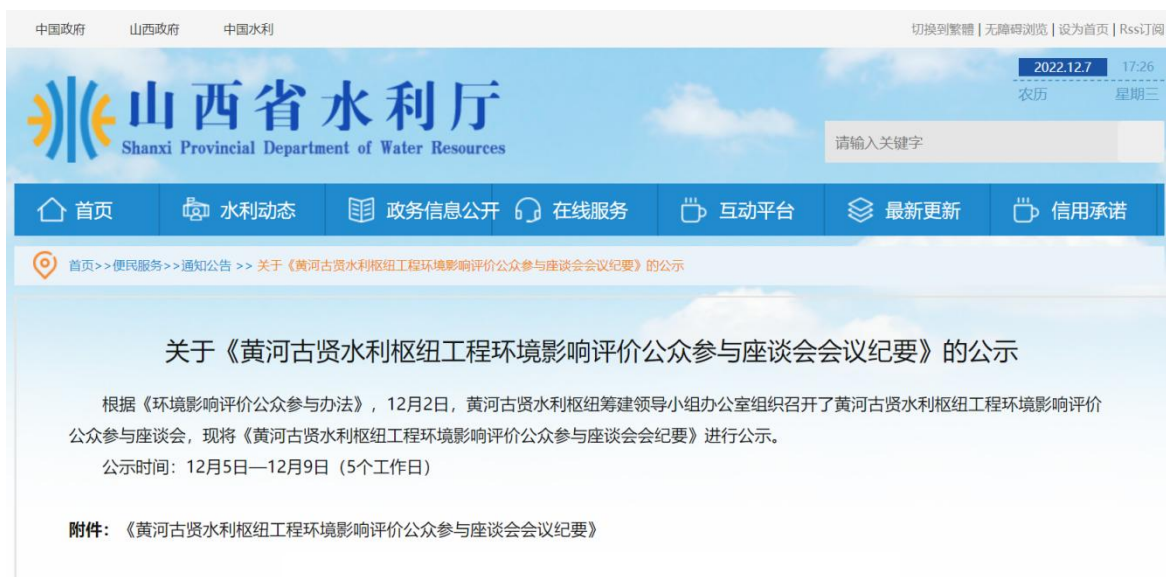 中国政府 山西政府 中国水利 切换到繁體 | 无障碍浏览 | 设为首页 | Rss订阅
2022.12.7 17:26
农历 星期三
山西省水利厅
Shanxi Provincial Department of Water Resources
请输入关键字
首页 水利动态 政务信息公开 在线服务 互动平台 最新更新 信用承诺
首页>>便民服务>>通知公告 >> 关于《黄河古贤水利枢纽工程环境影响评价公众参与座谈会会议纪要》的公示
关于《黄河古贤水利枢纽工程环境影响评价公众参与座谈会会议纪要》的公示
根据《环境影响评价公众参与办法》，12月2日，黄河古贤水利枢纽筹建领导小组办公室组织召开了黄河古贤水利枢纽工程环境影响评价
公众参与座谈会，现将《黄河古贤水利枢纽工程环境影响评价公众参与座谈会会纪要》进行公示。
公示时间：12月5日—12月9日（5个工作日）
附件：《黄河古贤水利枢纽工程环境影响评价公众参与座谈会会议纪要》